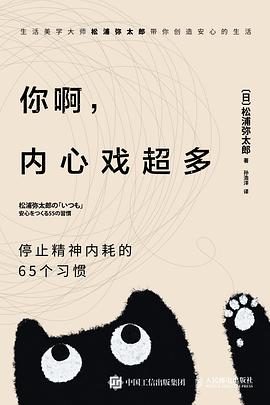 生活美学大师松浦弥太郎带你创造安心的生活
你啊，
内心戏超多
[日] 松浦弥太郎 著
孙浩洋 译
松浦弥太郎の「いつも」
安心をつくる55の習慣
停止精神内耗的
65个习惯
中国工信出版集团
人民邮电出版社